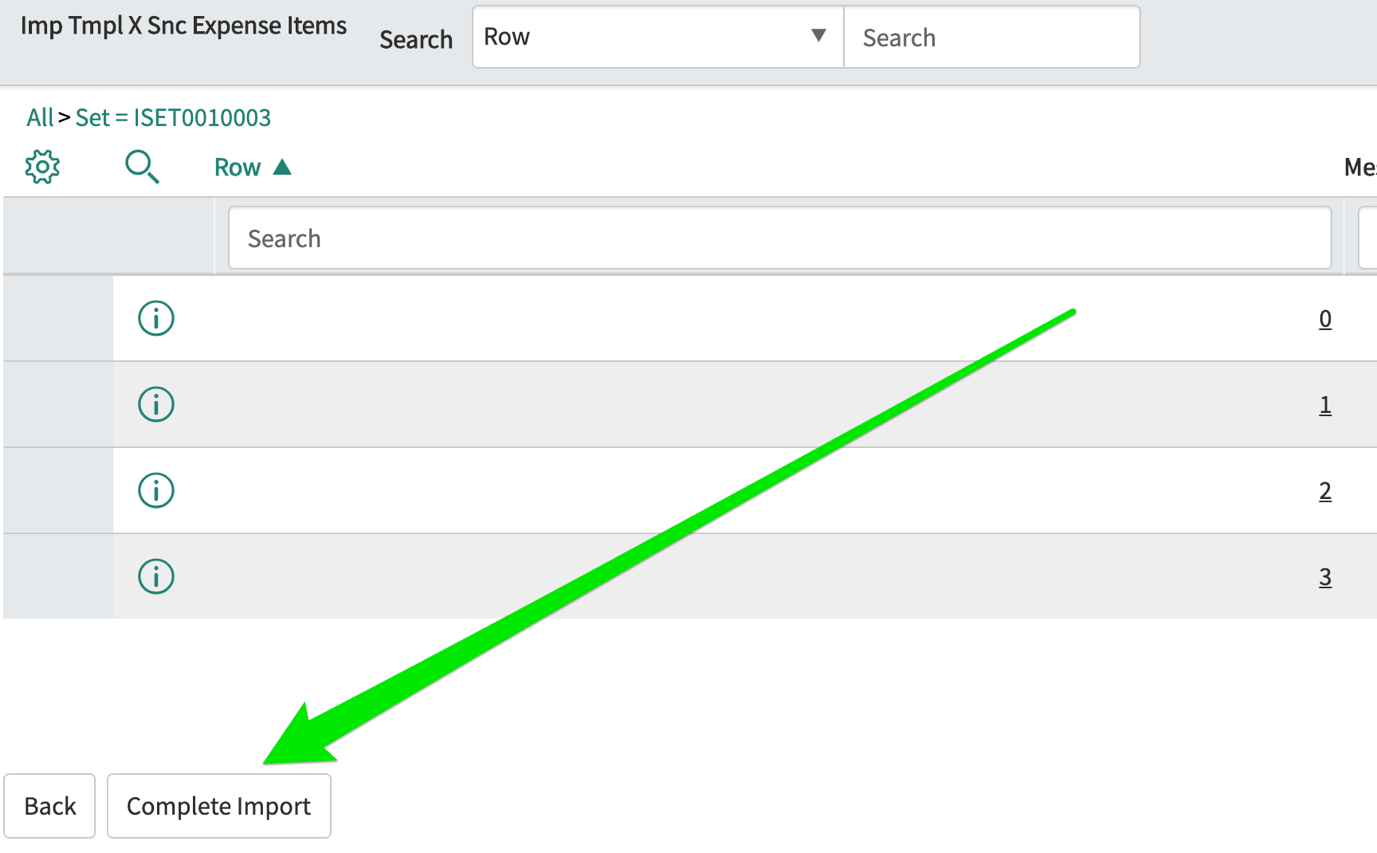 Imp Tmpl X Snc Expense Items
Search
Row
Search
All > Set = ISET0010003
Row
Mes
Search
0
1
2
3
Back
Complete Import